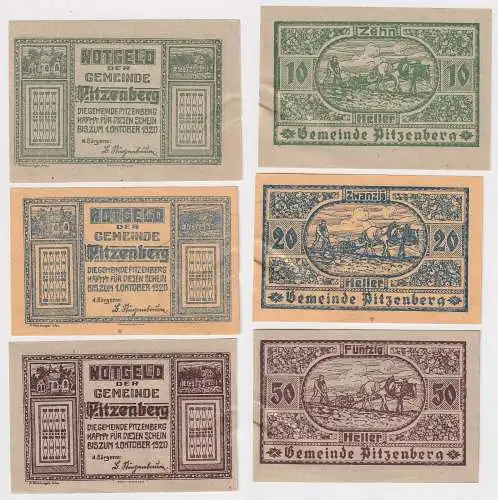 NOTGELD
DER
GEMEINDE
Pitzenberg
DIE GEMEINDE PITZENBERG
HAFTET FÜR DIESEN SCHEIN
BIS ZUM 1. OKTOBER 1920
d. Bürgerm:
Zehn
10 10
Heller
Gemeinde Pitzenberg
NOTGELD
DER
GEMEINDE
Pitzenberg
DIE GEMEINDE PITZENBERG
HAFTET FÜR DIESEN SCHEIN
BIS ZUM 1. OKTOBER 1920
d. Bürgerm:
Zwanzig
20 20
Heller
Gemeinde Pitzenberg
NOTGELD
DER
GEMEINDE
Pitzenberg
DIE GEMEINDE PITZENBERG
HAFTET FÜR DIESEN SCHEIN
BIS ZUM 1. OKTOBER 1920
d. Bürgerm:
Fünfzig
50 50
Heller
Gemeinde Pitzenberg